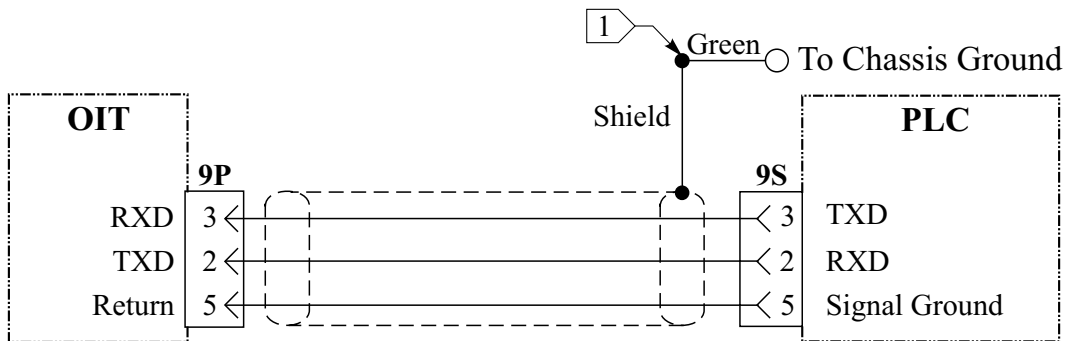 1
Green
To Chassis Ground
Shield
OIT
PLC
9P
9S
RXD 3 3 TXD
TXD 2 2 RXD
Return 5 5 Signal Ground